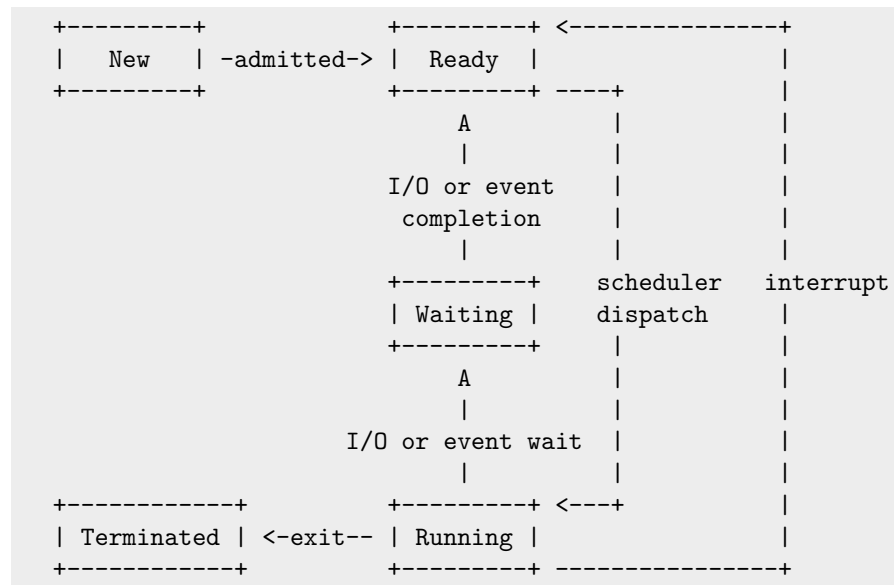 +---------+             +---------+ <---------------+
|   New   | -admitted-> |  Ready  |                 |
+---------+             +---------+ ----+           |
                             A          |           |
                             |          |           |
                        I/O or event    |           |
                         completion     |           |
                             |          |           |
                        +---------+    scheduler   interrupt
                        | Waiting |    dispatch     |
                        +---------+     |           |
                             A          |           |
                             |          |           |
                     I/O or event wait  |           |
                             |          |           |
+------------+          +---------+ <---+           |
| Terminated | <-exit-- | Running |                 |
+------------+          +---------+ ----------------+